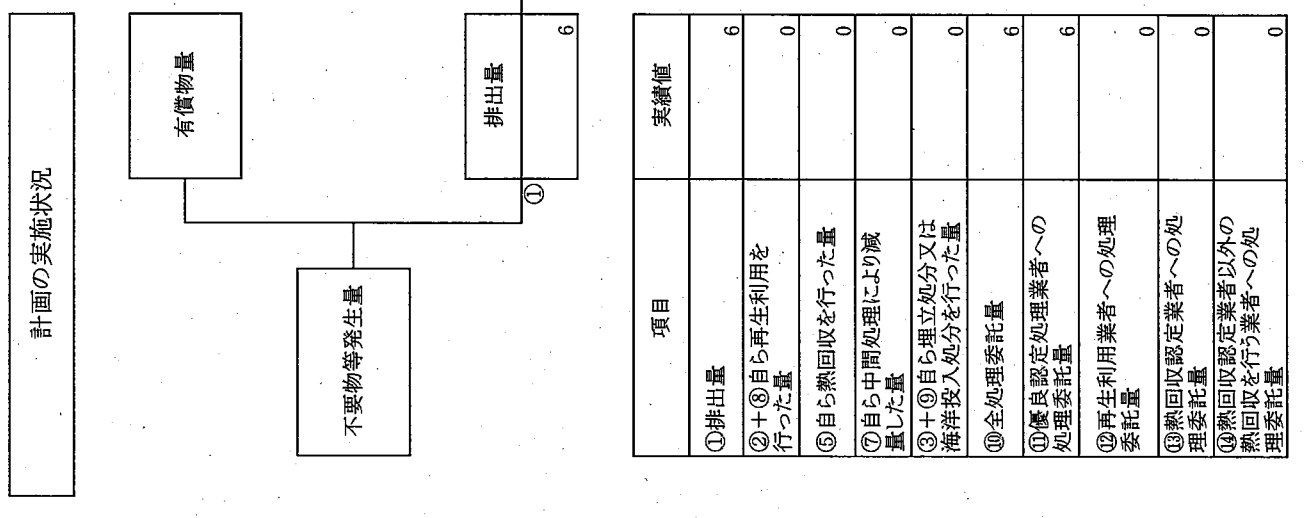 計画の実施状況
不要物等発生量
有償物量
排出量
①
6
項目
実績値
①排出量
6
②+⑧自ら再生利用を
行った量
0
⑤自ら熱回収を行った量
0
⑦自ら中間処理により減
量した量
0
③+⑨自ら埋立処分又は
海洋投入処分を行った量
0
⑩全処理委託量
6
⑪優良認定処理業者への
処理委託量
6
⑫再生利用業者への処理
委託量
0
⑬熱回収認定業者への処
理委託量
0
⑭熱回収認定業者以外の
熱回収を行う業者への処
理委託量
0